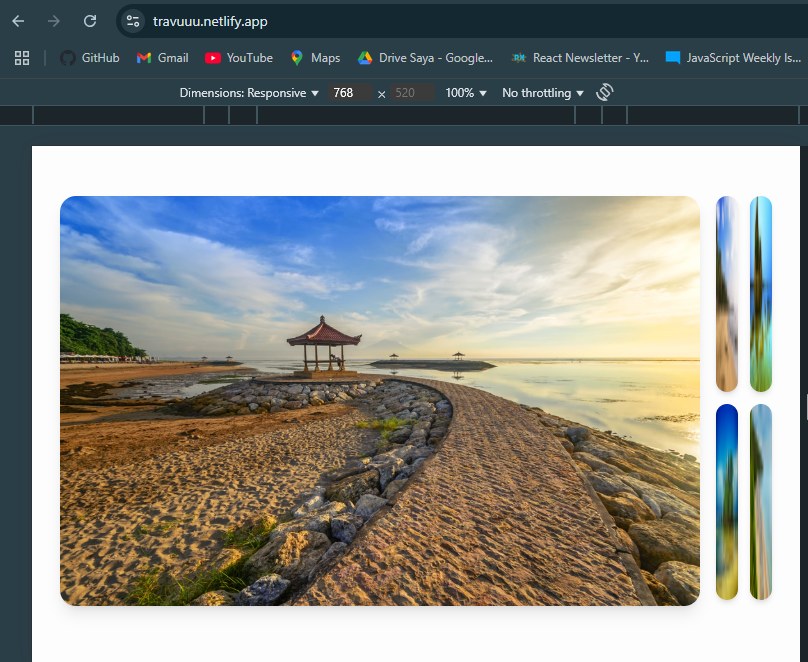 travuuu.netlify.app
GitHub Gmail YouTube Maps Drive Saya - Google... React Newsletter - Y... JavaScript Weekly Is...
Dimensions: Responsive 768 x 520 100% No throttling